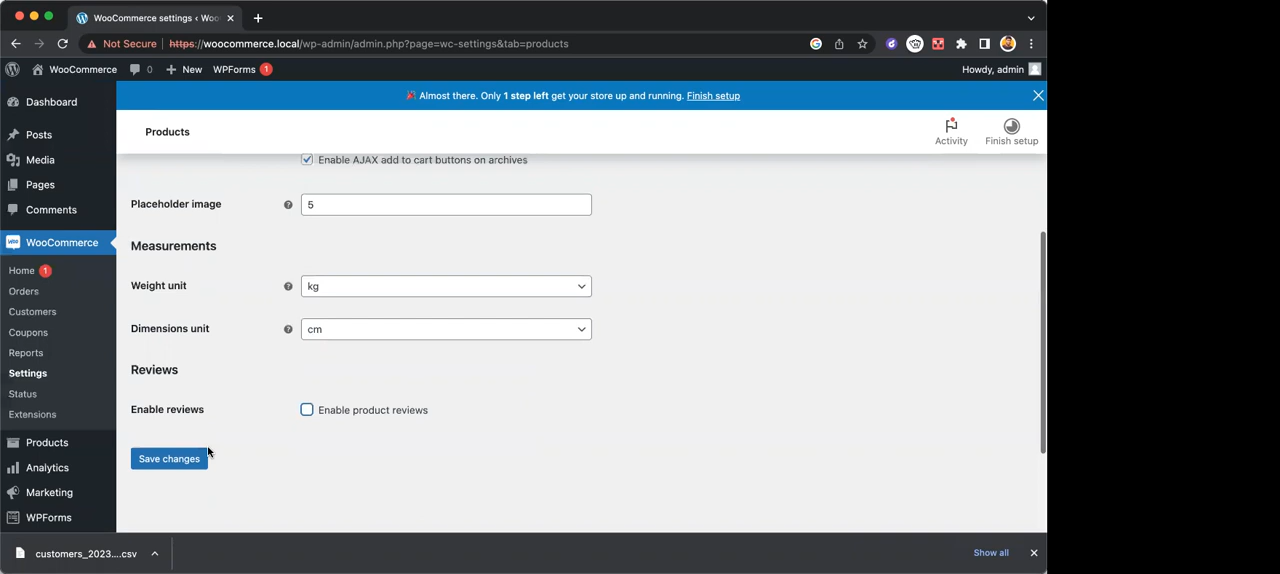 WooCommerce settings ‹ Woo
Not Secure https://woocommerce.local/wp-admin/admin.php?page=wc-settings&tab=products
WooCommerce 0 New WPForms 1 Howdy, admin
Dashboard
Posts
Media
Pages
Comments
WooCommerce
Home 1
Orders
Customers
Coupons
Reports
Settings
Status
Extensions
Products
Analytics
Marketing
WPForms
Almost there. Only 1 step left get your store up and running. Finish setup
Products
Activity
Finish setup
Enable AJAX add to cart buttons on archives
Placeholder image 5
Measurements
Weight unit kg
Dimensions unit cm
Reviews
Enable reviews Enable product reviews
Save changes
customers_2023....csv
Show all